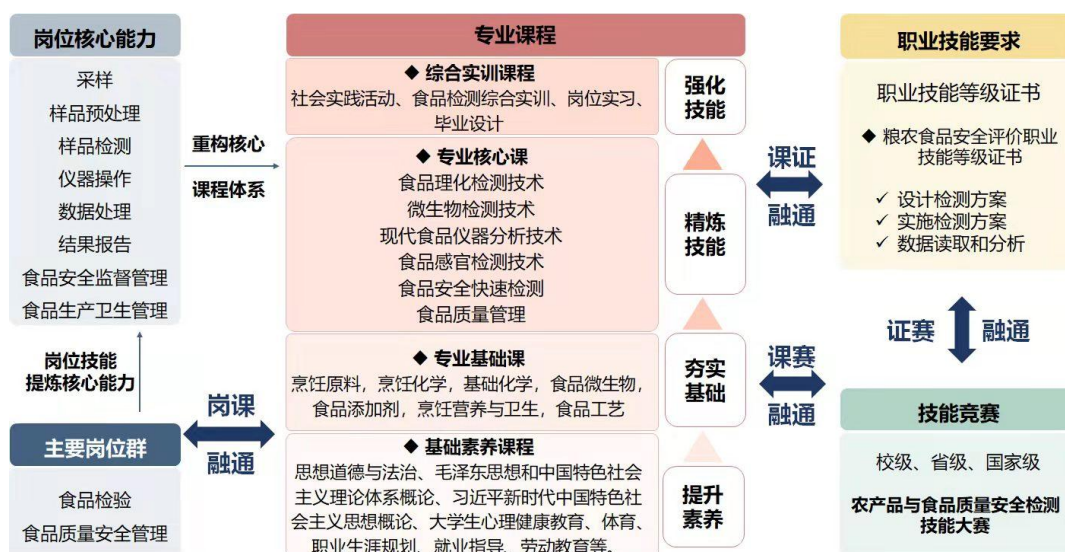 岗位核心能力
采样
样品预处理
样品检测
仪器操作
数据处理
结果报告
食品安全监督管理
食品生产卫生管理
岗位技能
提炼核心能力
主要岗位群
食品检验
食品质量安全管理
重构核心
课程体系
岗课
融通
专业课程
◆ 综合实训课程
社会实践活动、食品检测综合实训、岗位实习、
毕业设计
◆ 专业核心课
食品理化检测技术
微生物检测技术
现代食品仪器分析技术
食品感官检测技术
食品安全快速检测
食品质量管理
◆ 专业基础课
烹饪原料，烹饪化学，基础化学，食品微生物，
食品添加剂，烹饪营养与卫生，食品工艺
◆ 基础素养课程
思想道德与法治、毛泽东思想和中国特色社会
主义理论体系概论、习近平新时代中国特色社
会主义思想概论、大学生心理健康教育、体育、
职业生涯规划、就业指导、劳动教育等。
强化
技能
精炼
技能
夯实
基础
提升
素养
课证
融通
课赛
融通
职业技能要求
职业技能等级证书
◆ 粮农食品安全评价职业
技能等级证书
✓ 设计检测方案
✓ 实施检测方案
✓ 数据读取和分析
证赛
融通
技能竞赛
校级、省级、国家级
农产品与食品质量安全检测
技能大赛